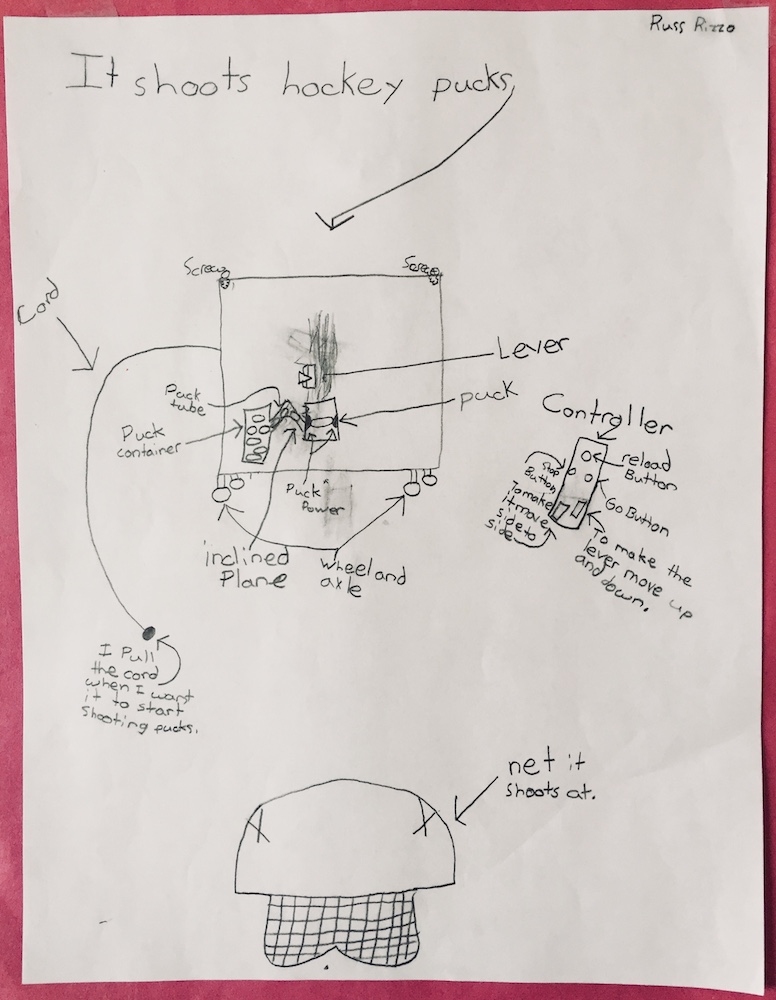 Russ Rizzo
It shoots hockey pucks
Screw
Screw
Cord
Lever
Puck
tube
puck
Puck
container
Controller
reload
Button
Stop
Button
Go Button
To make
it move
side to
side
To make the
lever move up
and down.
Puck
Power
inclined
Plane
wheel and
axle
I Pull
the cord
when I want
it to start
shooting pucks.
net it
shoots at.